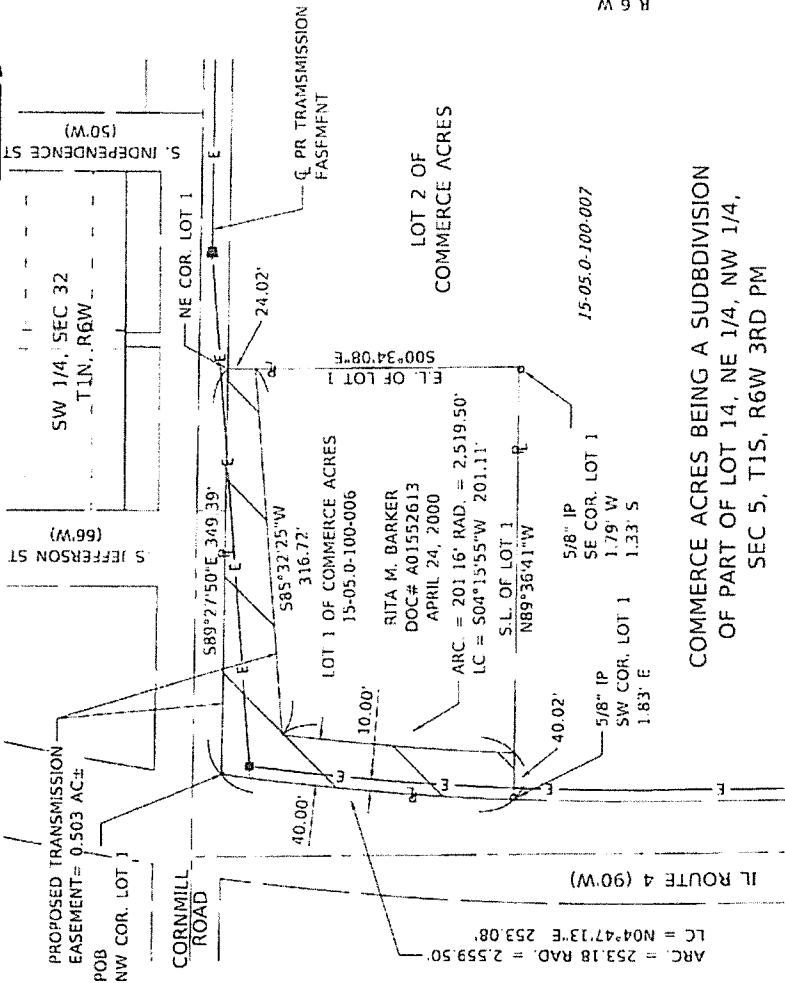 R 6 W
S. INDEPENDENCE ST
(50'W)
SW 1/4, SEC 32
T1N, R6W
S JEFFERSON ST
(66'W)
℄ PR TRAMSMISSION
EASEMENT
NE COR. LOT 1
24.02'
LOT 2 OF
COMMERCE ACRES
15-05.0-100-007
E.L. OF LOT 1
S00°34'08"E
S89°27'50"E 349.39'
S85°32'25"W
316.72'
PROPOSED TRANSMISSION
EASEMENT= 0.503 AC±
POB
NW COR. LOT 1
CORNMILL
ROAD
LOT 1 OF COMMERCE ACRES
15-05.0-100-006
RITA M. BARKER
DOC# A01552613
APRIL 24, 2000
ARC. = 201.16' RAD. = 2,519.50'
LC = S04°15'55"W 201.11'
S.L. OF LOT 1
N89°36'41"W
10.00'
40.00'
40.02'
5/8" IP
SE COR. LOT 1
1.79' W
1.33' S
5/8" IP
SW COR. LOT 1
1.83' E
IL ROUTE 4 (90'W)
ARC. = 253.18 RAD. = 2,559.50'
LC = N04°47'13"E 253.08'
COMMERCE ACRES BEING A SUDBDIVISION
OF PART OF LOT 14, NE 1/4, NW 1/4,
SEC 5, T1S, R6W 3RD PM
E
E
E
E
E
E
E
E
E
PL
PL
PL
PL